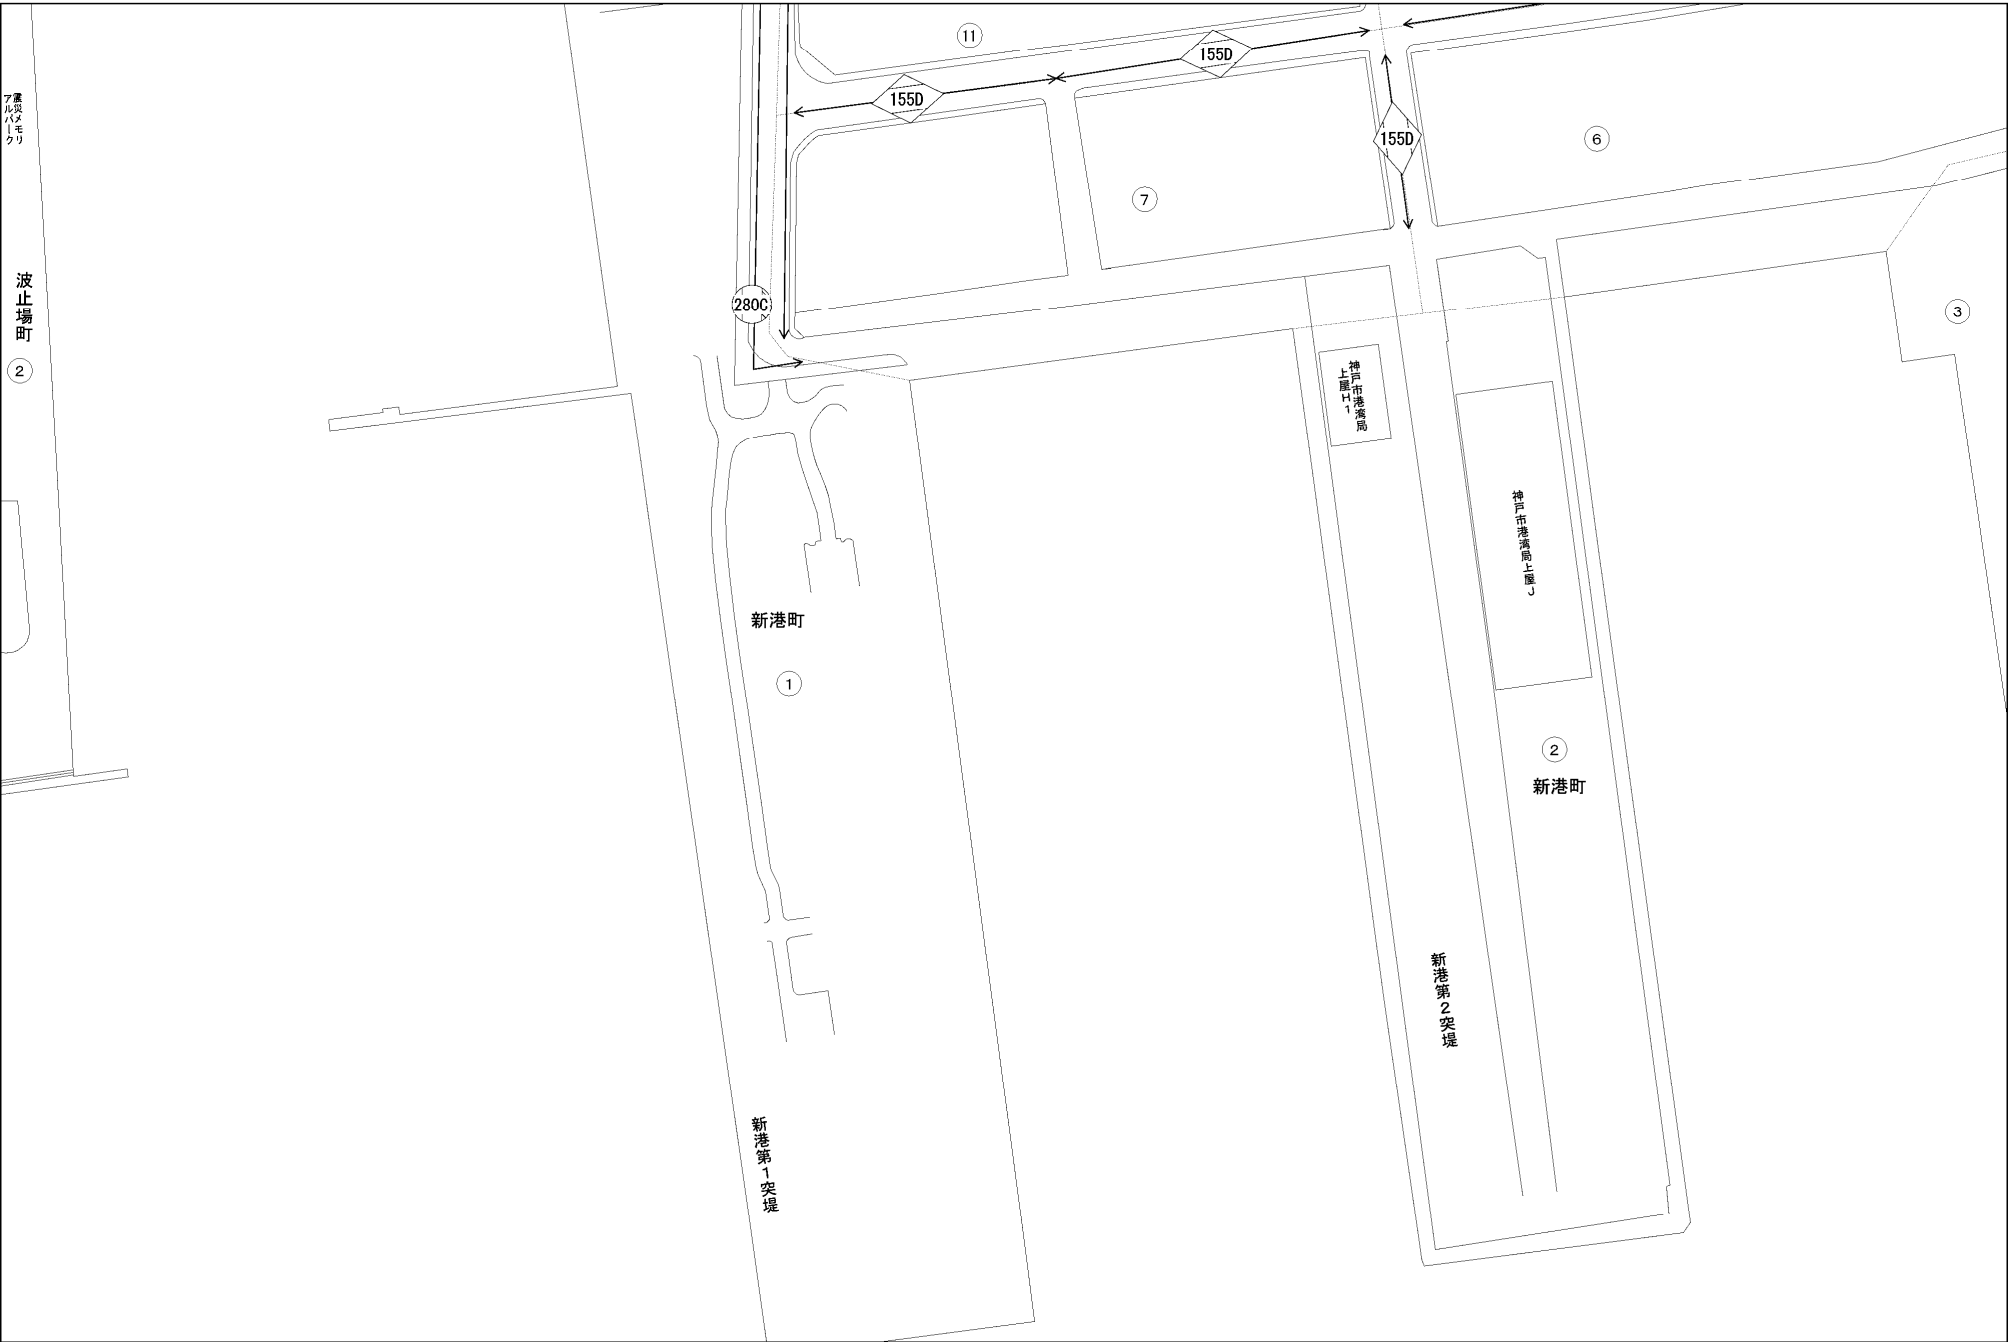 ⑪
155D
155D
155D
震災メモリ
アルパーク
⑥
⑦
波止場町
②
280C
③
神戸市港湾局
上屋H1
神戸市港湾局上屋J
新港町
①
②
新港町
新港第2突堤
新港第1突堤